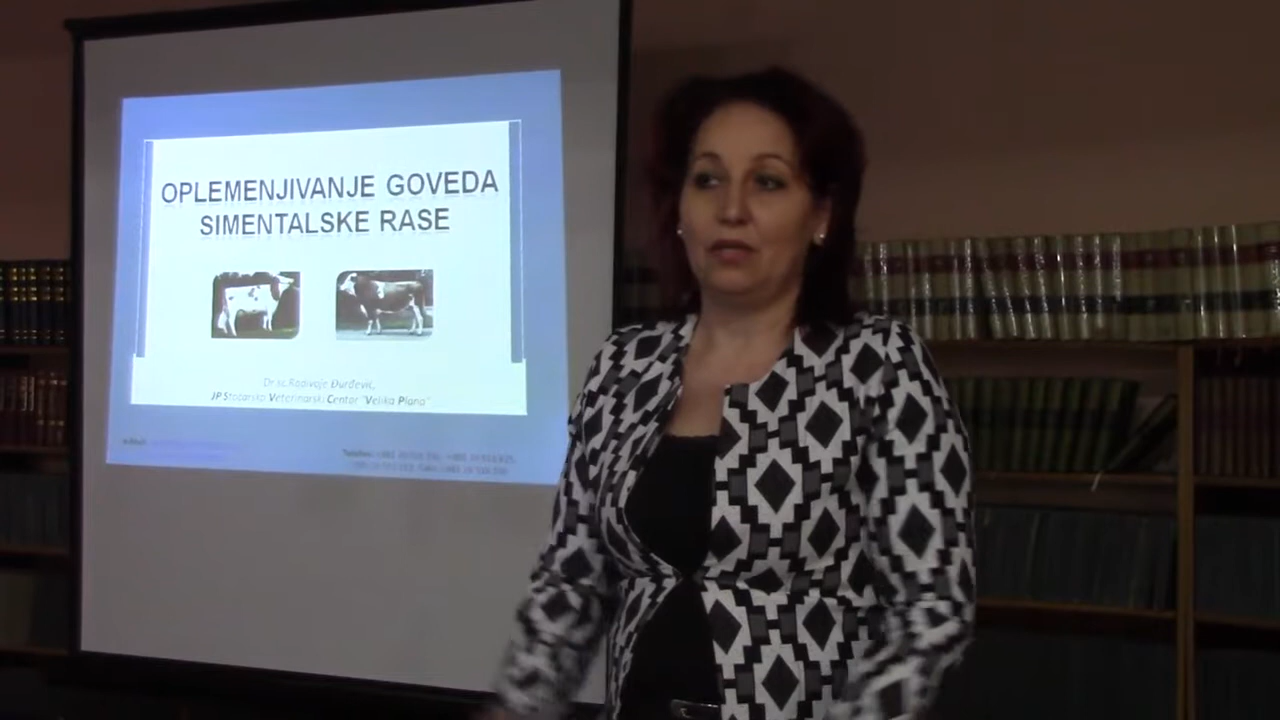 OPLEMENJIVANJE GOVEDA
SIMENTALSKE RASE
Dr sc.Radivoje Đurđević,
JP Stočarsko Veterinarski Centar "Velika Plana"